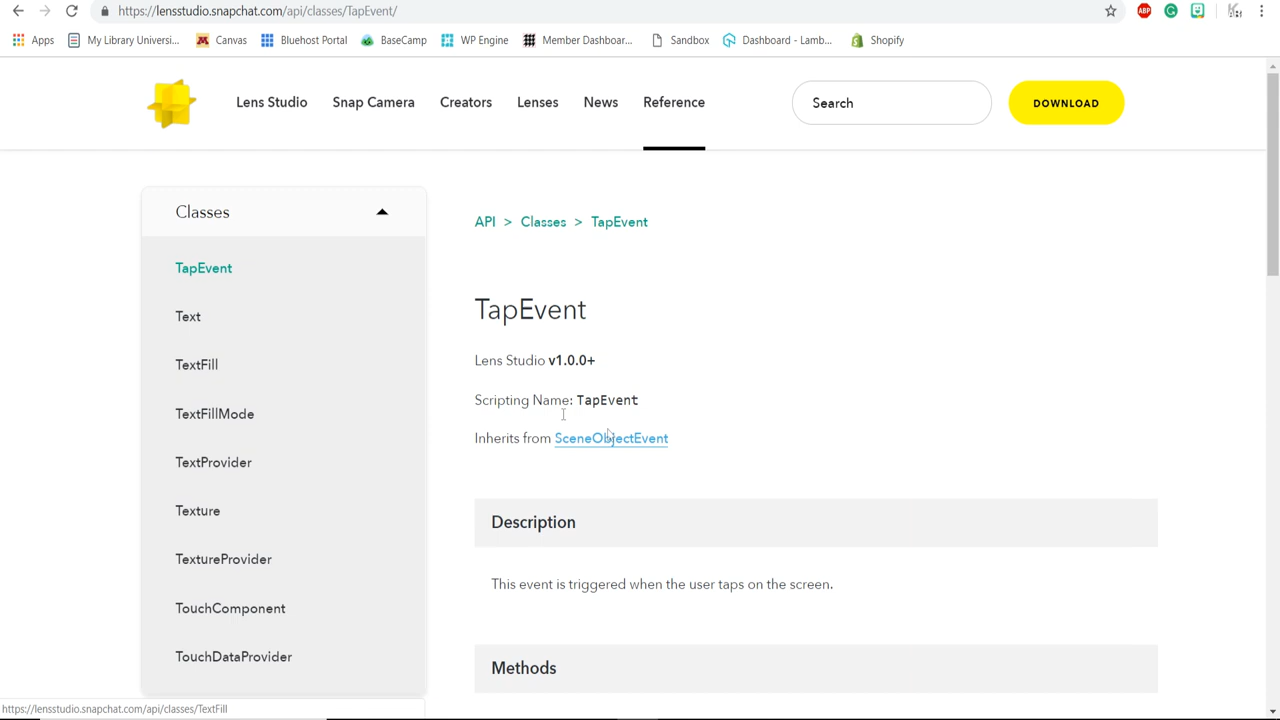 https://lensstudio.snapchat.com/api/classes/TapEvent/
ABP
Apps
My Library Universi...
Canvas
Bluehost Portal
BaseCamp
WP Engine
Member Dashboar...
Sandbox
Dashboard - Lamb...
Shopify
Lens Studio
Snap Camera
Creators
Lenses
News
Reference
Search
DOWNLOAD
Classes
TapEvent
Text
TextFill
TextFillMode
TextProvider
Texture
TextureProvider
TouchComponent
TouchDataProvider
API > Classes > TapEvent
TapEvent
Lens Studio v1.0.0+
Scripting Name: TapEvent
Inherits from SceneObjectEvent
Description
This event is triggered when the user taps on the screen.
Methods
https://lensstudio.snapchat.com/api/classes/TextFill